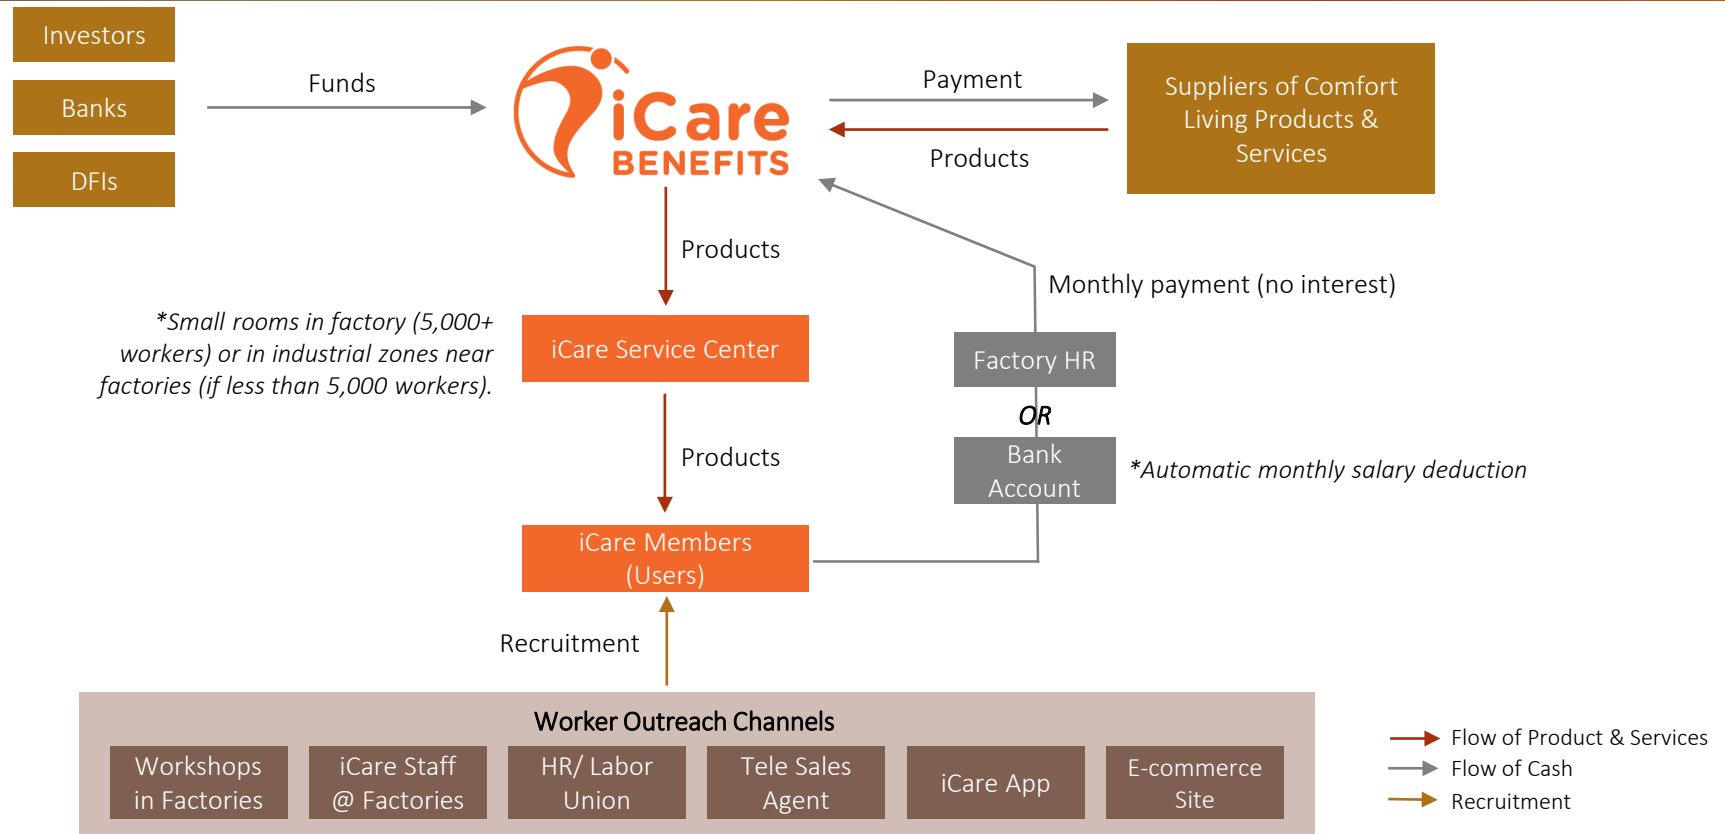 Investors
Banks
DFIs
Funds
iCare
BENEFITS
Payment
Products
Suppliers of Comfort
Living Products &
Services
Products
Monthly payment (no interest)
*Small rooms in factory (5,000+
workers) or in industrial zones near
factories (if less than 5,000 workers).
iCare Service Center
Factory HR
OR
Bank
Account
*Automatic monthly salary deduction
Products
iCare Members
(Users)
Recruitment
Worker Outreach Channels
Workshops
in Factories
iCare Staff
@ Factories
HR/ Labor
Union
Tele Sales
Agent
iCare App
E-commerce
Site
Flow of Product & Services
Flow of Cash
Recruitment